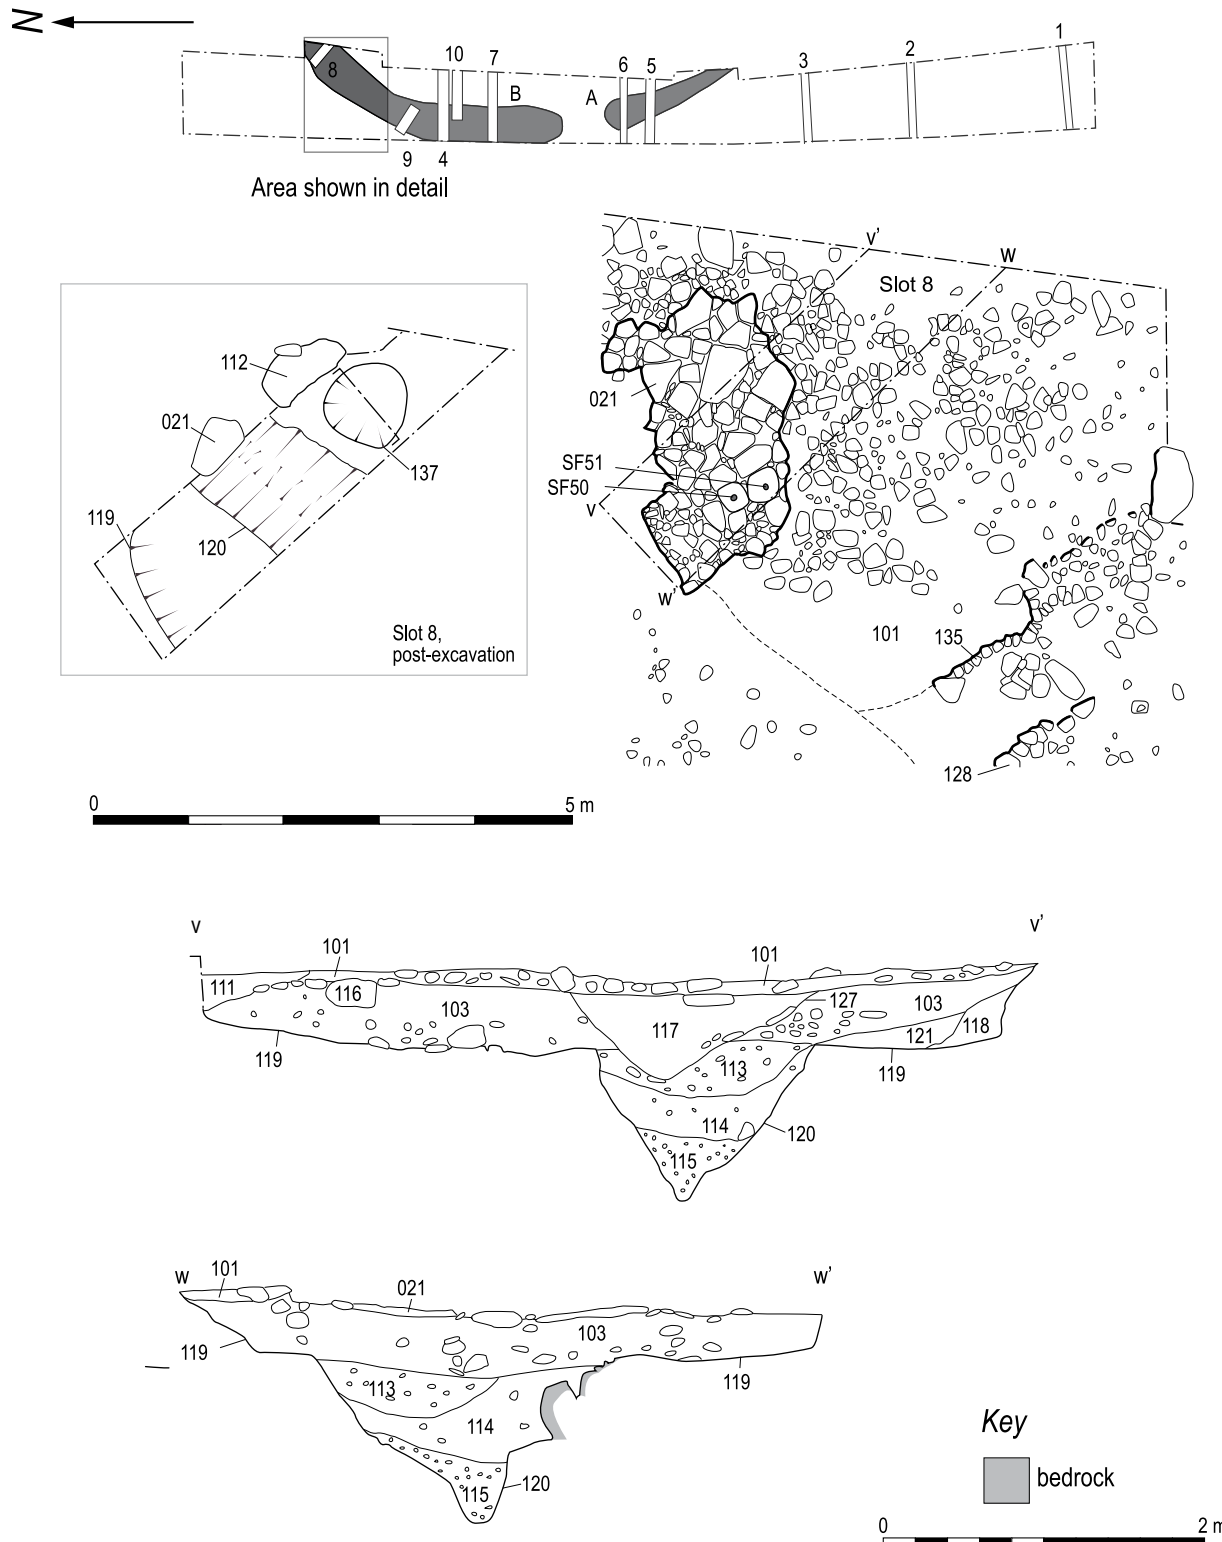 N
1
2
3
10 7
6 5
8
B
A
9 4
Area shown in detail
v'
w
Slot 8
112
021
021
137
SF51
SF50
v
119
120
w'
Slot 8,
post-excavation
101
135
128
0 5 m
v v'
101
101
111
116
103
127
103
117
118
121
119
113
119
114
120
115
w
101
021
w'
103
119
119
113
114
120
115
Key
bedrock
0 2 m